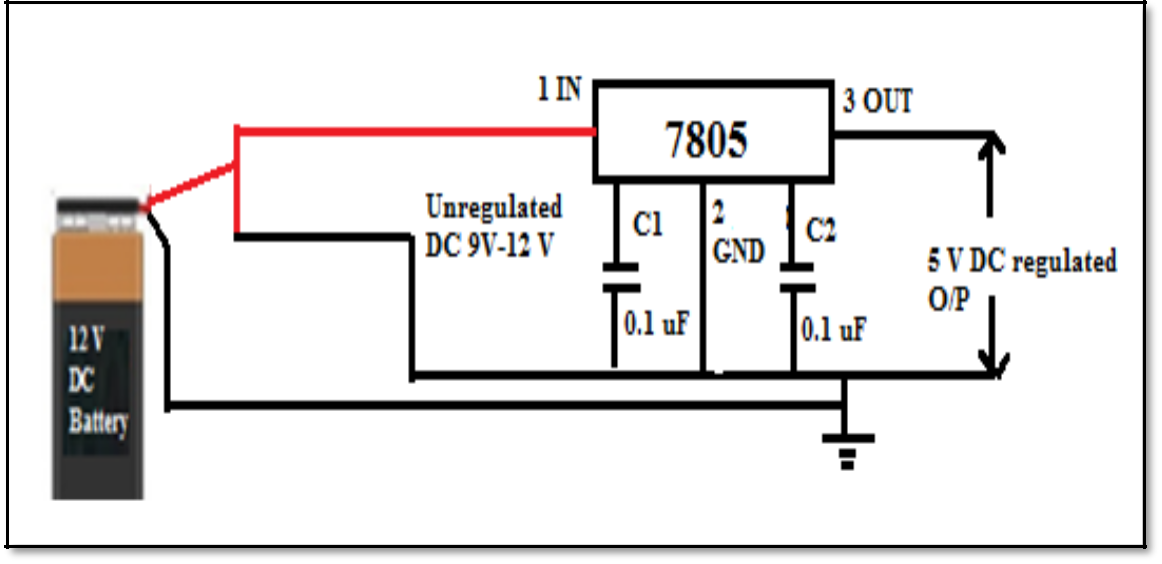 1 IN
3 OUT
7805
Unregulated
DC 9V-12 V
C1
2
GND
C2
5 V DC regulated
O/P
0.1 uF
0.1 uF
12 V
DC
Battery